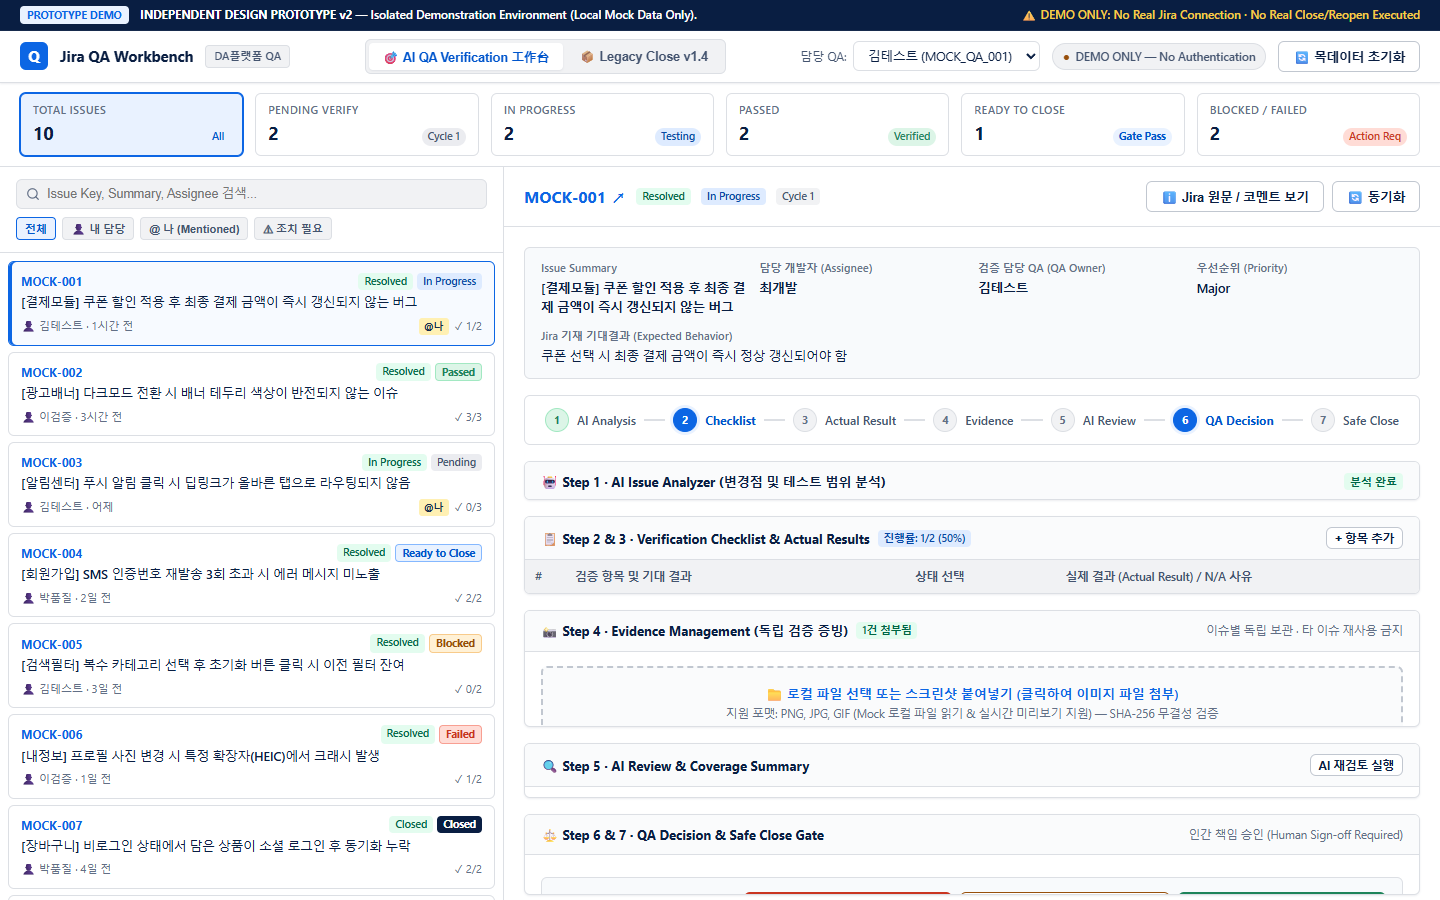 PROTOTYPE DEMO INDEPENDENT DESIGN PROTOTYPE v2 — Isolated Demonstration Environment (Local Mock Data Only). ⚠ DEMO ONLY: No Real Jira Connection · No Real Close/Reopen Executed
Q Jira QA Workbench DA플랫폼 QA 🎯 AI QA Verification 工作台 📦 Legacy Close v1.4 담당 QA: 김테스트 (MOCK_QA_001) ● DEMO ONLY — No Authentication 🔄 목데이터 초기화
TOTAL ISSUES
10 All
PENDING VERIFY
2 Cycle 1
IN PROGRESS
2 Testing
PASSED
2 Verified
READY TO CLOSE
1 Gate Pass
BLOCKED / FAILED
2 Action Req
Issue Key, Summary, Assignee 검색...
전체 👤 내 담당 @ 나 (Mentioned) ⚠ 조치 필요
MOCK-001 Resolved In Progress
[결제모듈] 쿠폰 할인 적용 후 최종 결제 금액이 즉시 갱신되지 않는 버그
👤 김테스트 · 1시간 전 @나 ✓ 1/2
MOCK-002 Resolved Passed
[광고배너] 다크모드 전환 시 배너 테두리 색상이 반전되지 않는 이슈
👤 이검증 · 3시간 전 ✓ 3/3
MOCK-003 In Progress Pending
[알림센터] 푸시 알림 클릭 시 딥링크가 올바른 탭으로 라우팅되지 않음
👤 김테스트 · 어제 @나 ✓ 0/3
MOCK-004 Resolved Ready to Close
[회원가입] SMS 인증번호 재발송 3회 초과 시 에러 메시지 미노출
👤 박품질 · 2일 전 ✓ 2/2
MOCK-005 Resolved Blocked
[검색필터] 복수 카테고리 선택 후 초기화 버튼 클릭 시 이전 필터 잔여
👤 김테스트 · 3일 전 ✓ 0/2
MOCK-006 Resolved Failed
[내정보] 프로필 사진 변경 시 특정 확장자(HEIC)에서 크래시 발생
👤 이검증 · 1일 전 ✓ 1/2
MOCK-007 Closed Closed
[장바구니] 비로그인 상태에서 담은 상품이 소셜 로그인 후 동기화 누락
👤 박품질 · 4일 전 ✓ 2/2
MOCK-001 ↗ Resolved In Progress Cycle 1 ℹ Jira 원문 / 코멘트 보기 🔄 동기화
Issue Summary
[결제모듈] 쿠폰 할인 적용 후 최종 결
제 금액이 즉시 갱신되지 않는 버그
담당 개발자 (Assignee)
최개발
검증 담당 QA (QA Owner)
김테스트
우선순위 (Priority)
Major
Jira 기재 기대결과 (Expected Behavior)
쿠폰 선택 시 최종 결제 금액이 즉시 정상 갱신되어야 함
1 AI Analysis 2 Checklist 3 Actual Result 4 Evidence 5 AI Review 6 QA Decision 7 Safe Close
🤖 Step 1 · AI Issue Analyzer (변경점 및 테스트 범위 분석) 분석 완료
📋 Step 2 & 3 · Verification Checklist & Actual Results 진행률: 1/2 (50%) + 항목 추가
# 검증 항목 및 기대 결과 상태 선택 실제 결과 (Actual Result) / N/A 사유
📷 Step 4 · Evidence Management (독립 검증 증빙) 1건 첨부됨 이슈별 독립 보관 · 타 이슈 재사용 금지
📁 로컬 파일 선택 또는 스크린샷 붙여넣기 (클릭하여 이미지 파일 첨부)
지원 포맷: PNG, JPG, GIF (Mock 로컬 파일 읽기 & 실시간 미리보기 지원) — SHA-256 무결성 검증
🔍 Step 5 · AI Review & Coverage Summary AI 재검토 실행
⚖ Step 6 & 7 · QA Decision & Safe Close Gate 인간 책임 승인 (Human Sign-off Required)